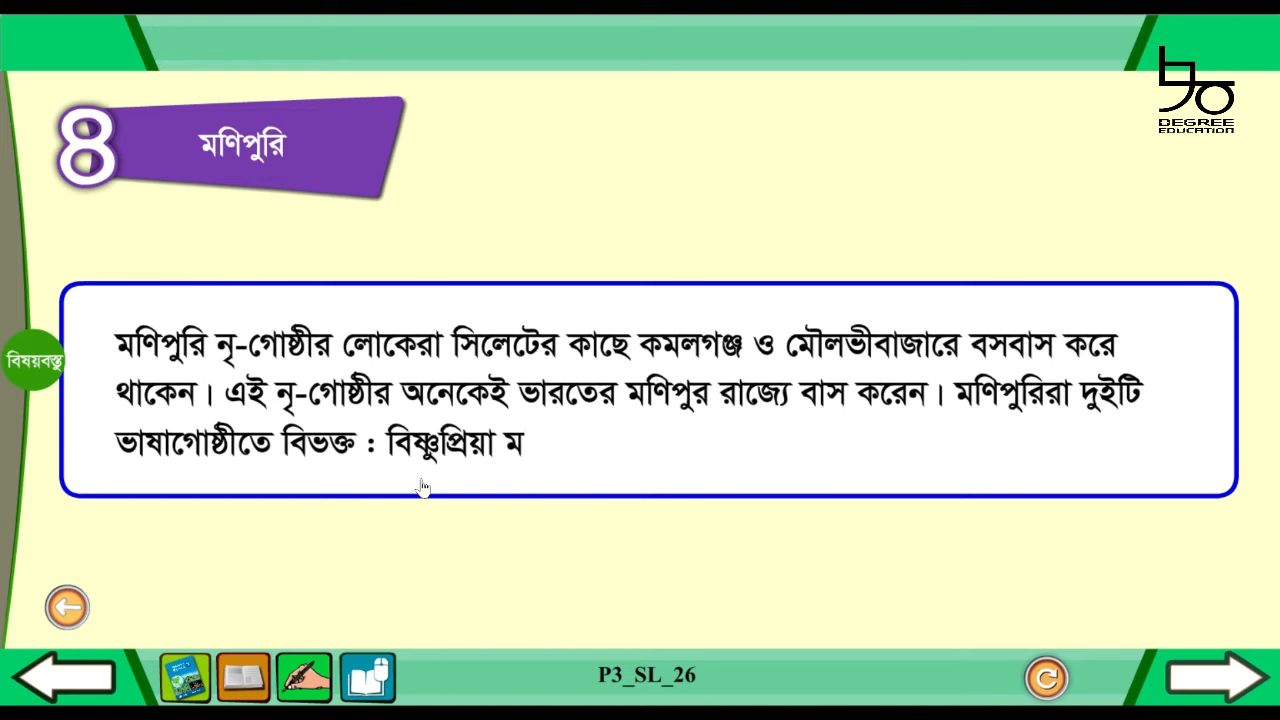 DEGREE
EDUCATION
৪
মণিপুরি
মণিপুরি নৃ-গোষ্ঠীর লোকেরা সিলেটের কাছে কমলগঞ্জ ও মৌলভীবাজারে বসবাস করে
থাকেন। এই নৃ-গোষ্ঠীর অনেকেই ভারতের মণিপুর রাজ্যে বাস করেন। মণিপুরিরা দুইটি
ভাষাগোষ্ঠীতে বিভক্ত : বিষ্ণুপ্রিয়া ম
বিষয়বস্তু
P3_SL_26